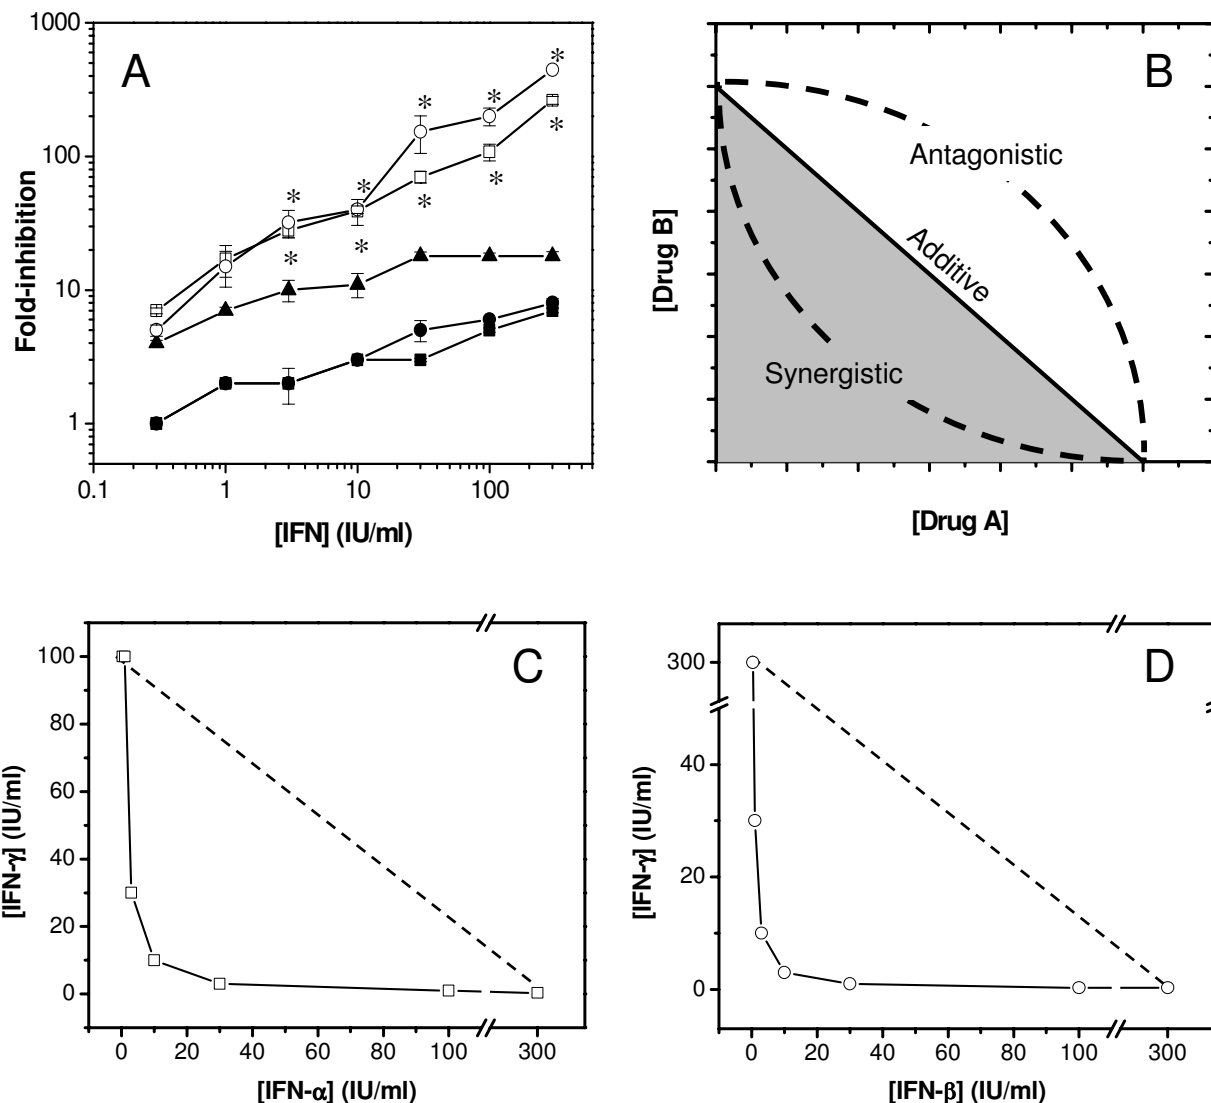 A
1000
100
10
1
0.1
1
10
100
Fold-inhibition
[IFN] (IU/ml)
*
*
*
*
*
*
*
*
*
*
*
*
B
Antagonistic
Additive
Synergistic
[Drug B]
[Drug A]
C
100
80
60
40
20
0
0
20
40
60
80
100
300
[IFN-γ] (IU/ml)
[IFN-α] (IU/ml)
D
300
40
20
0
0
20
40
60
80
100
300
[IFN-γ] (IU/ml)
[IFN-β] (IU/ml)